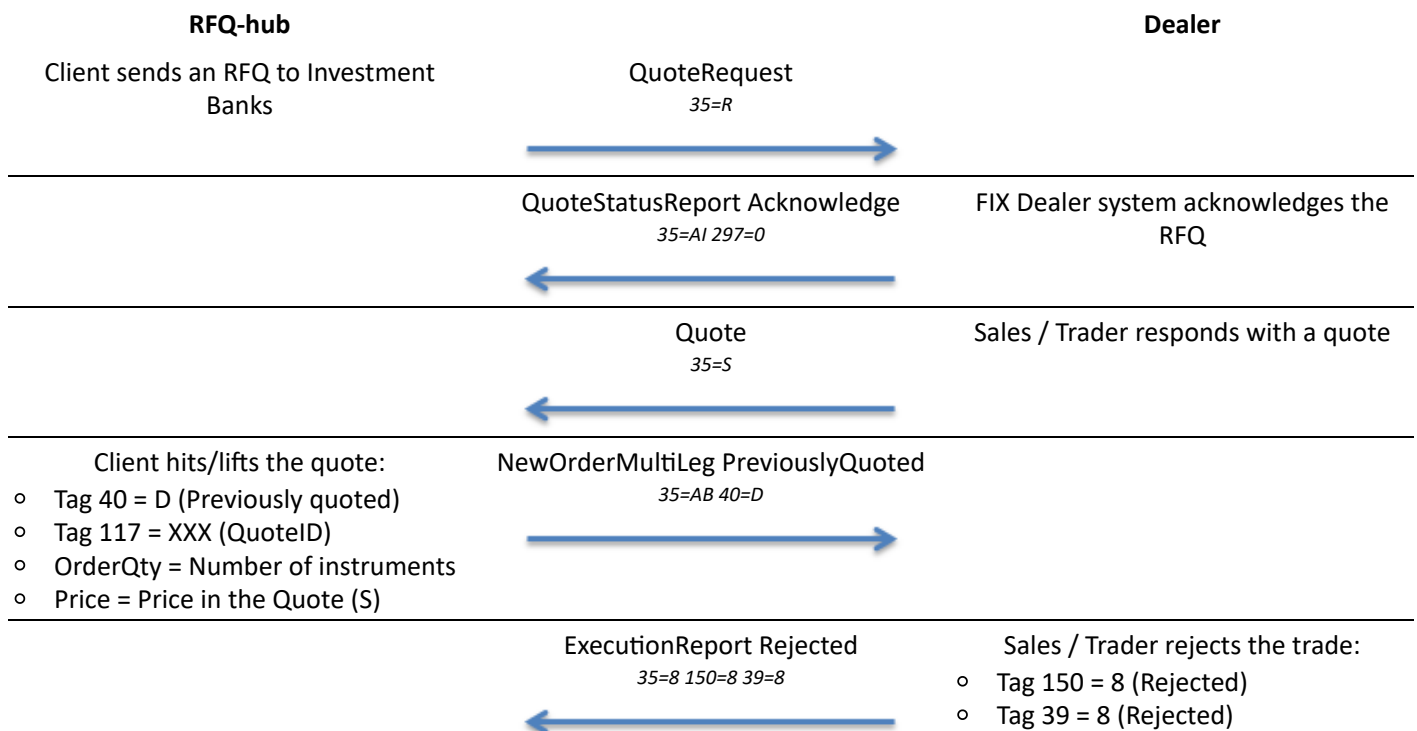 RFQ-hub
Dealer
Client sends an RFQ to Investment
Banks
QuoteRequest
35=R
QuoteStatusReport Acknowledge
35=AI 297=0
FIX Dealer system acknowledges the
RFQ
Quote
35=S
Sales / Trader responds with a quote
Client hits/lifts the quote:
○ Tag 40 = D (Previously quoted)
○ Tag 117 = XXX (QuoteID)
○ OrderQty = Number of instruments
○ Price = Price in the Quote (S)
NewOrderMultiLeg PreviouslyQuoted
35=AB 40=D
ExecutionReport Rejected
35=8 150=8 39=8
Sales / Trader rejects the trade:
○ Tag 150 = 8 (Rejected)
○ Tag 39 = 8 (Rejected)